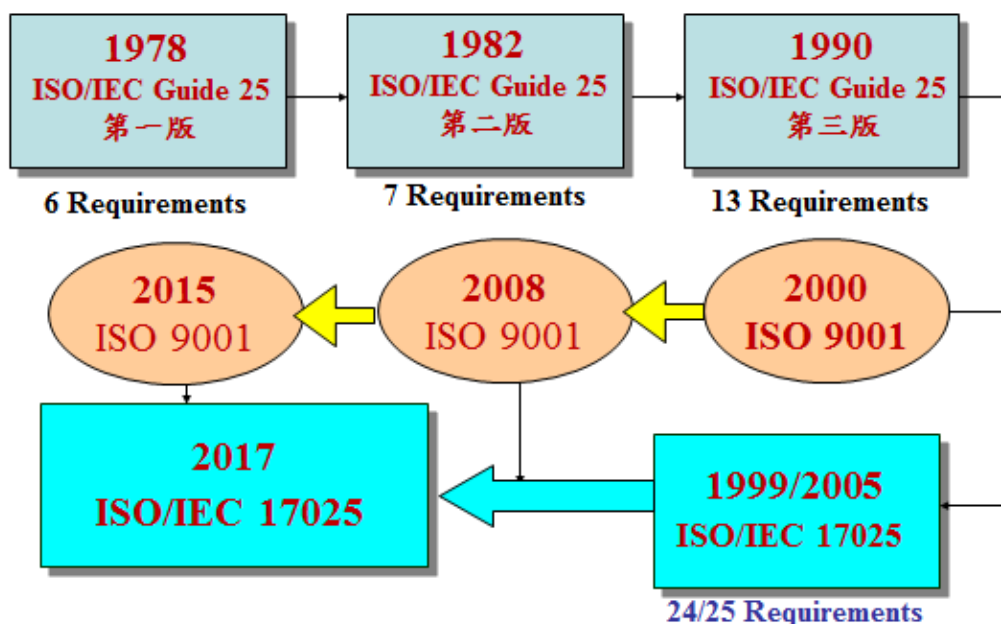 1978
ISO/IEC Guide 25
第一版
6 Requirements
1982
ISO/IEC Guide 25
第二版
7 Requirements
1990
ISO/IEC Guide 25
第三版
13 Requirements
2015
ISO 9001
2008
ISO 9001
2000
ISO 9001
2017
ISO/IEC 17025
1999/2005
ISO/IEC 17025
24/25 Requirements